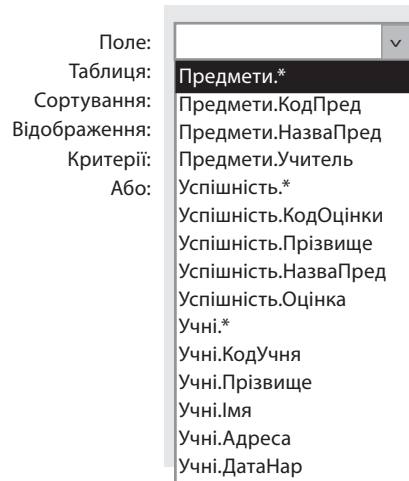 Поле:
Таблиця:
Сортування:
Відображення:
Критерії:
Або:
Предмети.*
Предмети.КодПред
Предмети.НазваПред
Предмети.Учитель
Успішність.*
Успішність.КодОцінки
Успішність.Прізвище
Успішність.НазваПред
Успішність.Оцінка
Учні.*
Учні.КодУчня
Учні.Прізвище
Учні.Імя
Учні.Адреса
Учні.ДатаНар